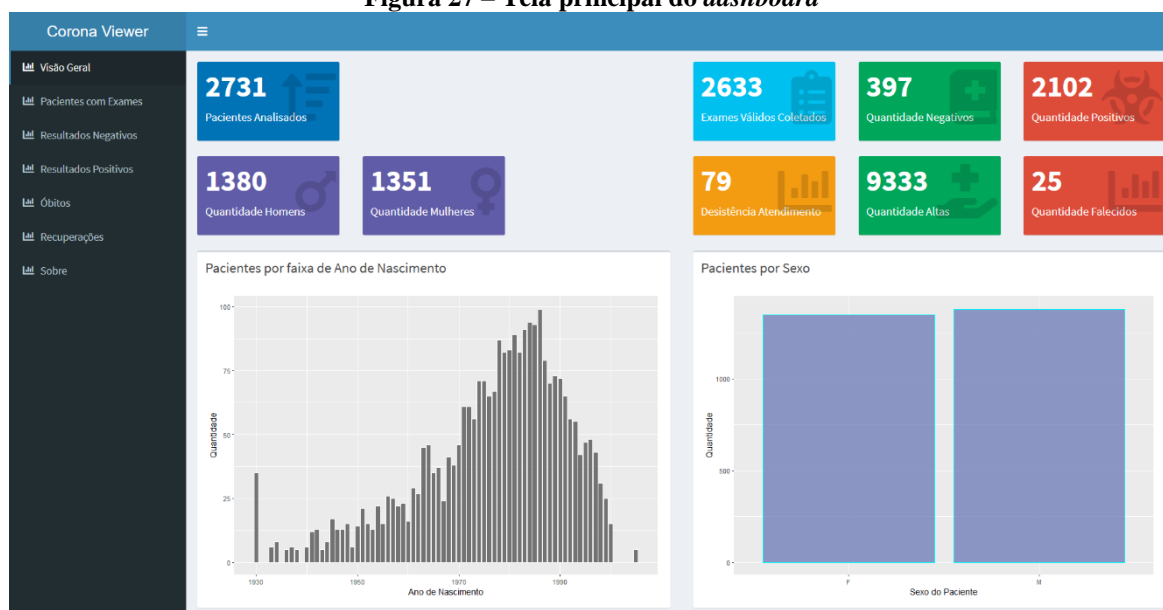 Figura 27 – Tela principal do dashboard
Corona Viewer
Visão Geral
Pacientes com Exames
Resultados Negativos
Resultados Positivos
Óbitos
Recuperações
Sobre
2731
Pacientes Analisados
2633
Exames Válidos Coletados
397
Quantidade Negativos
2102
Quantidade Positivos
1380
Quantidade Homens
1351
Quantidade Mulheres
79
Desistência Atendimento
9333
Quantidade Altas
25
Quantidade Falecidos
Pacientes por faixa de Ano de Nascimento
100
75
50
25
0
Quantidade
1930 1950 1970 1990
Ano de Nascimento
Pacientes por Sexo
1000
500
0
Quantidade
F M
Sexo do Paciente